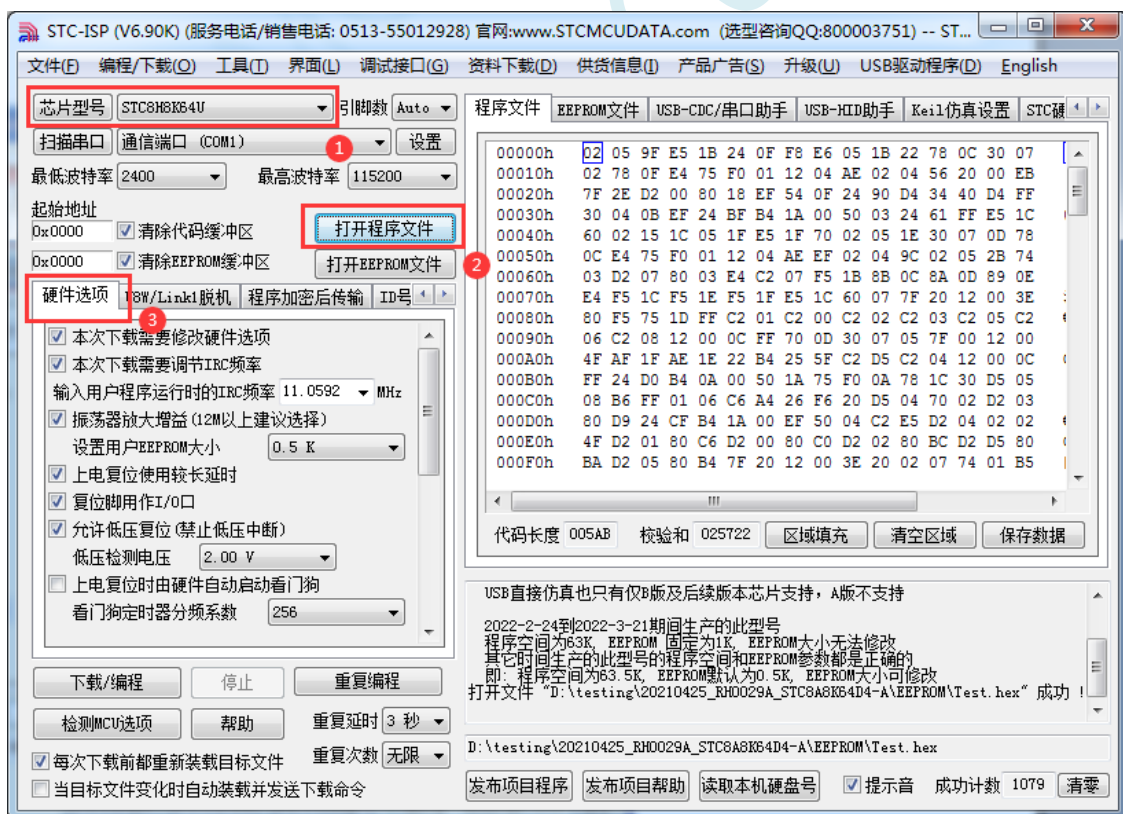 STC-ISP (V6.90K) (服务电话/销售电话: 0513-55012928) 官网:www.STCMCUDATA.com (选型咨询QQ:800003751) -- ST...
文件(F) 编程/下载(O) 工具(T) 界面(L) 调试接口(G) 资料下载(D) 供货信息(I) 产品广告(S) 升级(U) USB驱动程序(D) English
芯片型号 STC8H8K64U 引脚数 Auto
扫描串口 通信端口 (COM1) 设置
1
最低波特率 2400 最高波特率 115200
起始地址
0x0000 清除代码缓冲区 打开程序文件
0x0000 清除EEPROM缓冲区 打开EEPROM文件
2
硬件选项 U8W/Link1脱机 程序加密后传输 ID号
3
本次下载需要修改硬件选项
本次下载需要调节IRC频率
输入用户程序运行时的IRC频率 11.0592 MHz
振荡器放大增益(12M以上建议选择)
设置用户EEPROM大小 0.5 K
上电复位使用较长延时
复位脚用作I/O口
允许低压复位(禁止低压中断)
低压检测电压 2.00 V
上电复位时由硬件自动启动看门狗
看门狗定时器分频系数 256
下载/编程 停止 重复编程
检测MCU选项 帮助 重复延时 3 秒
每次下载前都重新装载目标文件 重复次数 无限
当目标文件变化时自动装载并发送下载命令
程序文件 EEPROM文件 USB-CDC/串口助手 USB-HID助手 Keil仿真设置 STC硬
00000h 02 05 9F E5 1B 24 0F F8 E6 05 1B 22 78 0C 30 07
00010h 02 78 0F E4 75 F0 01 12 04 AE 02 04 56 20 00 EB
00020h 7F 2E D2 00 80 18 EF 54 0F 24 90 D4 34 40 D4 FF
00030h 30 04 0B EF 24 BF B4 1A 00 50 03 24 61 FF E5 1C
00040h 60 02 15 1C 05 1F E5 1F 70 02 05 1E 30 07 0D 78
00050h 0C E4 75 F0 01 12 04 AE EF 02 04 9C 02 05 2B 74
00060h 03 D2 07 80 03 E4 C2 07 F5 1B 8B 0C 8A 0D 89 0E
00070h E4 F5 1C F5 1E F5 1F E5 1C 60 07 7F 20 12 00 3E
00080h 80 F5 75 1D FF C2 01 C2 00 C2 02 C2 03 C2 05 C2
00090h 06 C2 08 12 00 0C FF 70 0D 30 07 05 7F 00 12 00
000A0h 4F AF 1F AE 1E 22 B4 25 5F C2 D5 C2 04 12 00 0C
000B0h FF 24 D0 B4 0A 00 50 1A 75 F0 0A 78 1C 30 D5 05
000C0h 08 B6 FF 01 06 C6 A4 26 F6 20 D5 04 70 02 D2 03
000D0h 80 D9 24 CF B4 1A 00 EF 50 04 C2 E5 D2 04 02 02
000E0h 4F D2 01 80 C6 D2 00 80 C0 D2 02 80 BC D2 D5 80
000F0h BA D2 05 80 B4 7F 20 12 00 3E 20 02 07 74 01 B5
代码长度 005AB 校验和 025722 区域填充 清空区域 保存数据
USB直接仿真也只有仅B版及后续版本芯片支持，A版不支持
2022-2-24到2022-3-21期间生产的此型号
程序空间为63K, EEPROM 固定为1K, EEPROM大小无法修改
其它时间生产的此型号的程序空间和EEPROM参数都是正确的
即: 程序空间为63.5K, EEPROM默认为0.5K, EEPROM大小可修改
打开文件 "D:\testing\20210425_RH0029A_STC8A8K64D4-A\EEPROM\Test.hex" 成功 !
D:\testing\20210425_RH0029A_STC8A8K64D4-A\EEPROM\Test.hex
发布项目程序 发布项目帮助 读取本机硬盘号 提示音 成功计数 1079 清零